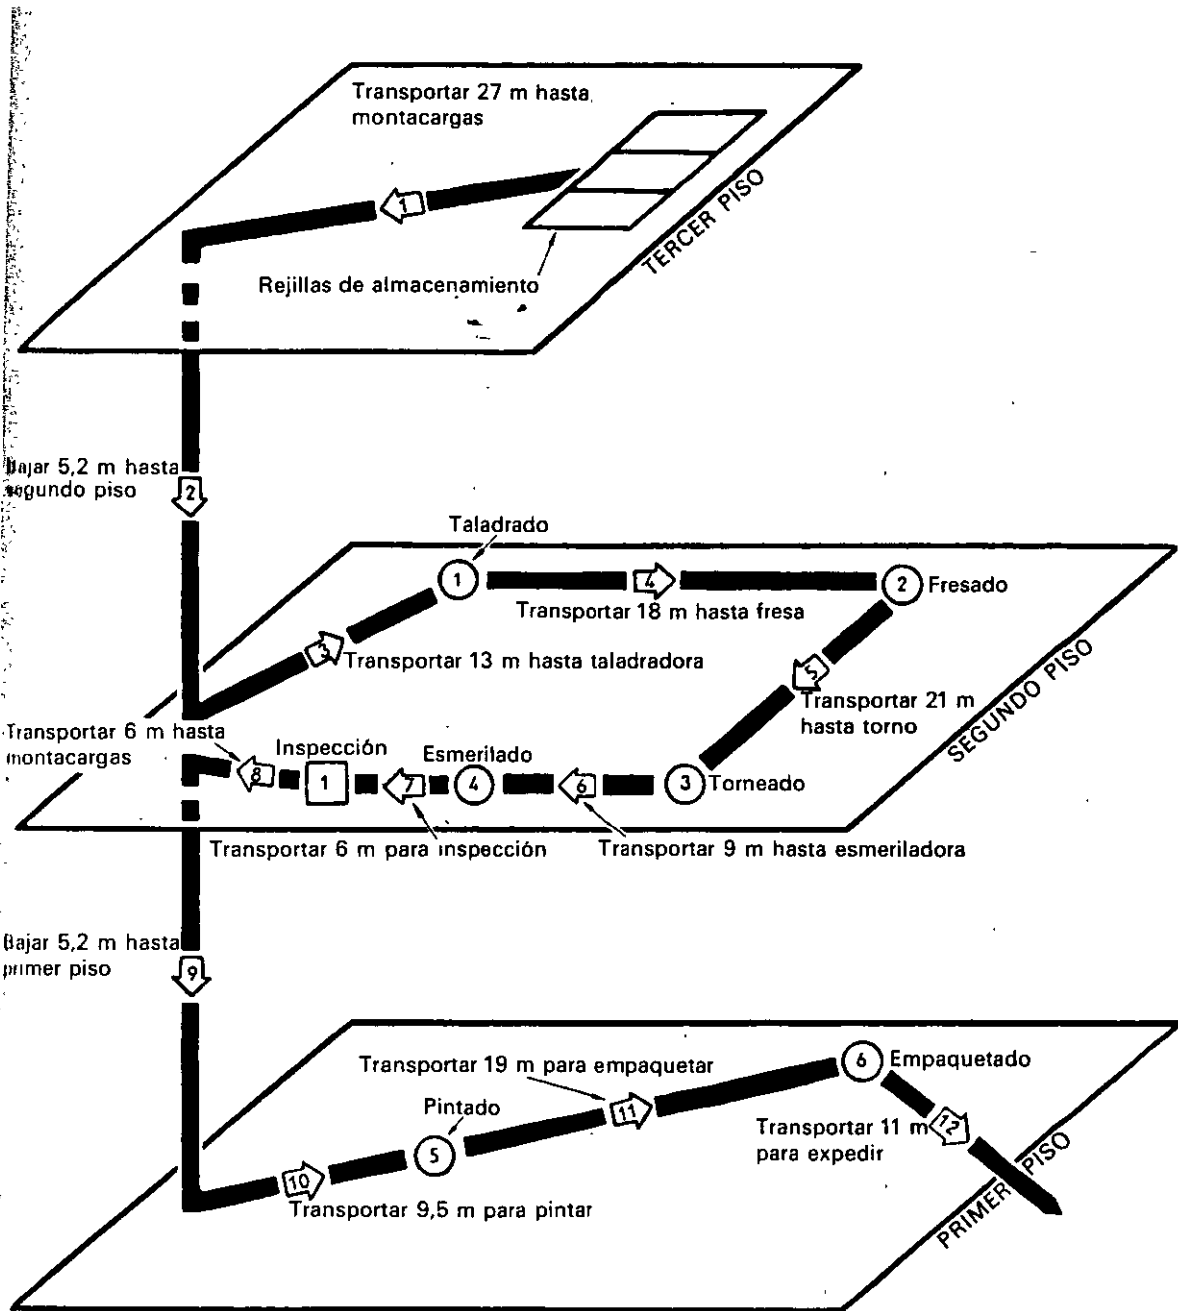 Transportar 27 m hasta
montacargas
1
TERCER PISO
Rejillas de almacenamiento
Bajar 5,2 m hasta
segundo piso
2
Taladrado
1
4
2
Fresado
Transportar 18 m hasta fresa
3
Transportar 13 m hasta taladradora
5
Transportar 21 m
hasta torno
SEGUNDO PISO
Transportar 6 m hasta
montacargas
8
Inspección
1
7
Esmerilado
4
6
3
Torneado
Transportar 6 m para inspección
Transportar 9 m hasta esmeriladora
Bajar 5,2 m hasta
primer piso
9
Transportar 19 m para empaquetar
6
Empaquetado
11
Pintado
5
12
Transportar 11 m
para expedir
10
Transportar 9,5 m para pintar
PRIMER PISO